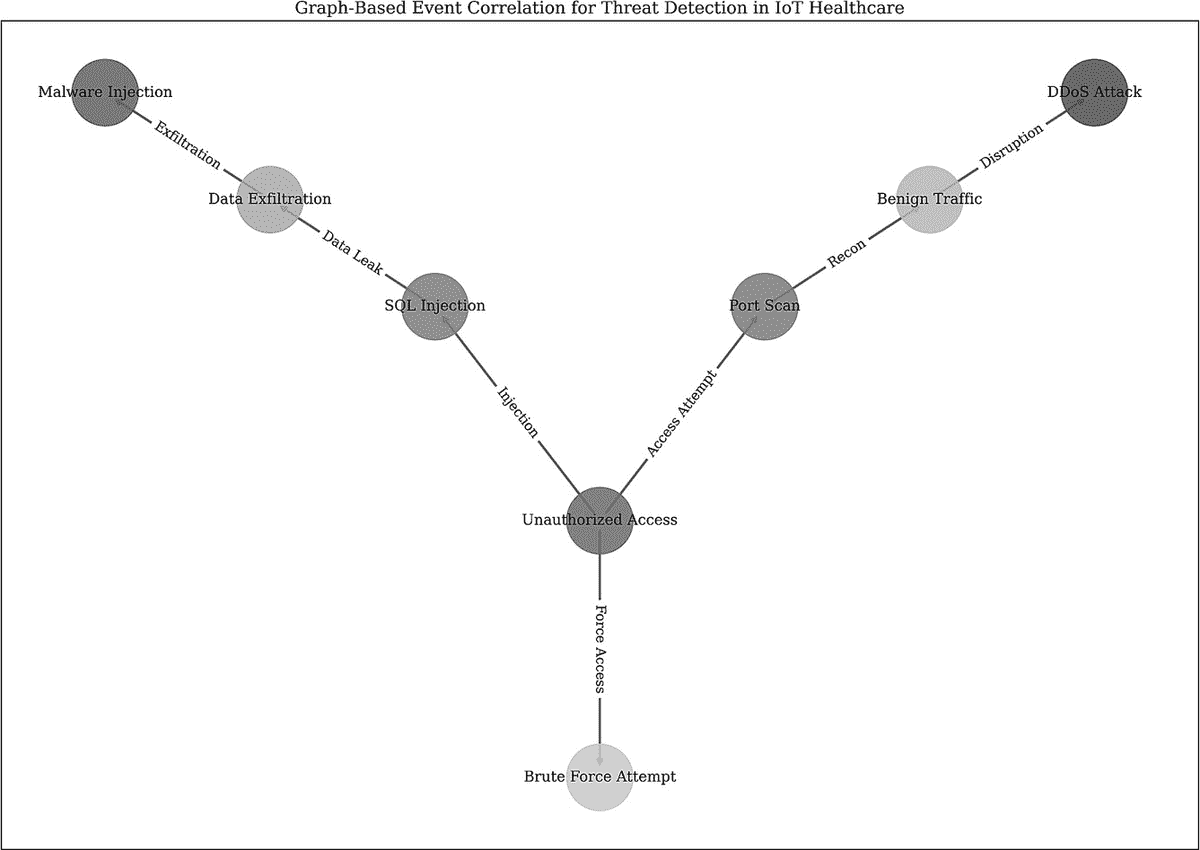 Graph-Based Event Correlation for Threat Detection in IoT Healthcare
Malware Injection
DDoS Attack
Exfiltration
Disruption
Data Exfiltration
Benign Traffic
Data Leak
Recon
SQL Injection
Port Scan
Injection
Access Attempt
Unauthorized Access
Force Access
Brute Force Attempt